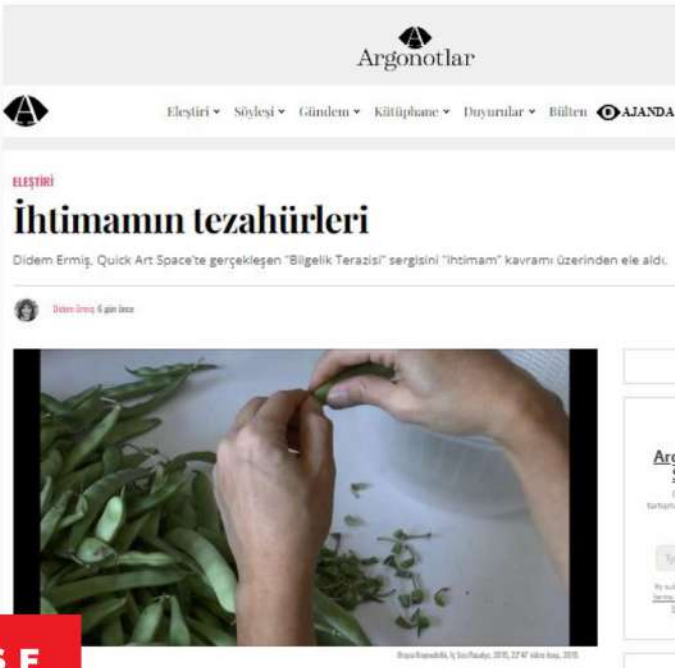 Argonotlar
Eleştiri Söyleşi Gündem Kütüphane Duyurular Bülten AJANDA
ELEŞTİRİ
İhtimamın tezahürleri
Didem Ermiş, Quick Art Space'te gerçekleşen "Bilgelik Terazisi" sergisini "ihtimam" kavramı üzerinden ele aldı.
Didem Ermiş 6 gün önce